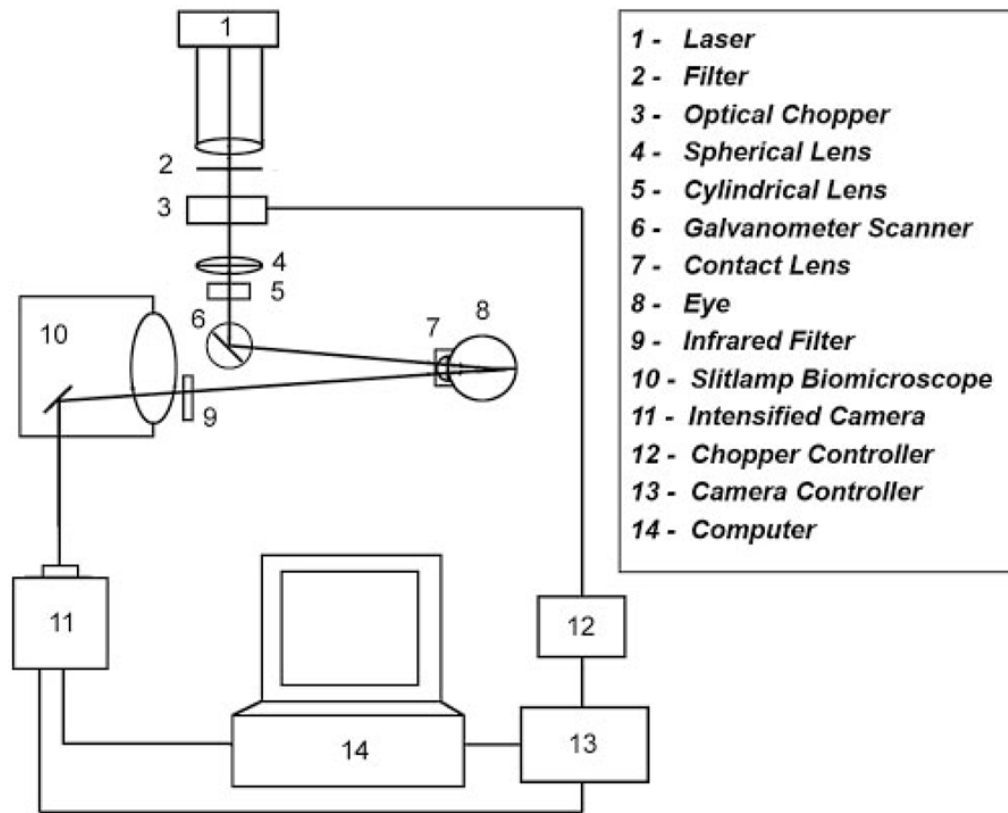 1
2
3
4
5
6
7
8
9
10
11
12
13
14
1 - Laser
2 - Filter
3 - Optical Chopper
4 - Spherical Lens
5 - Cylindrical Lens
6 - Galvanometer Scanner
7 - Contact Lens
8 - Eye
9 - Infrared Filter
10 - Slitlamp Biomicroscope
11 - Intensified Camera
12 - Chopper Controller
13 - Camera Controller
14 - Computer